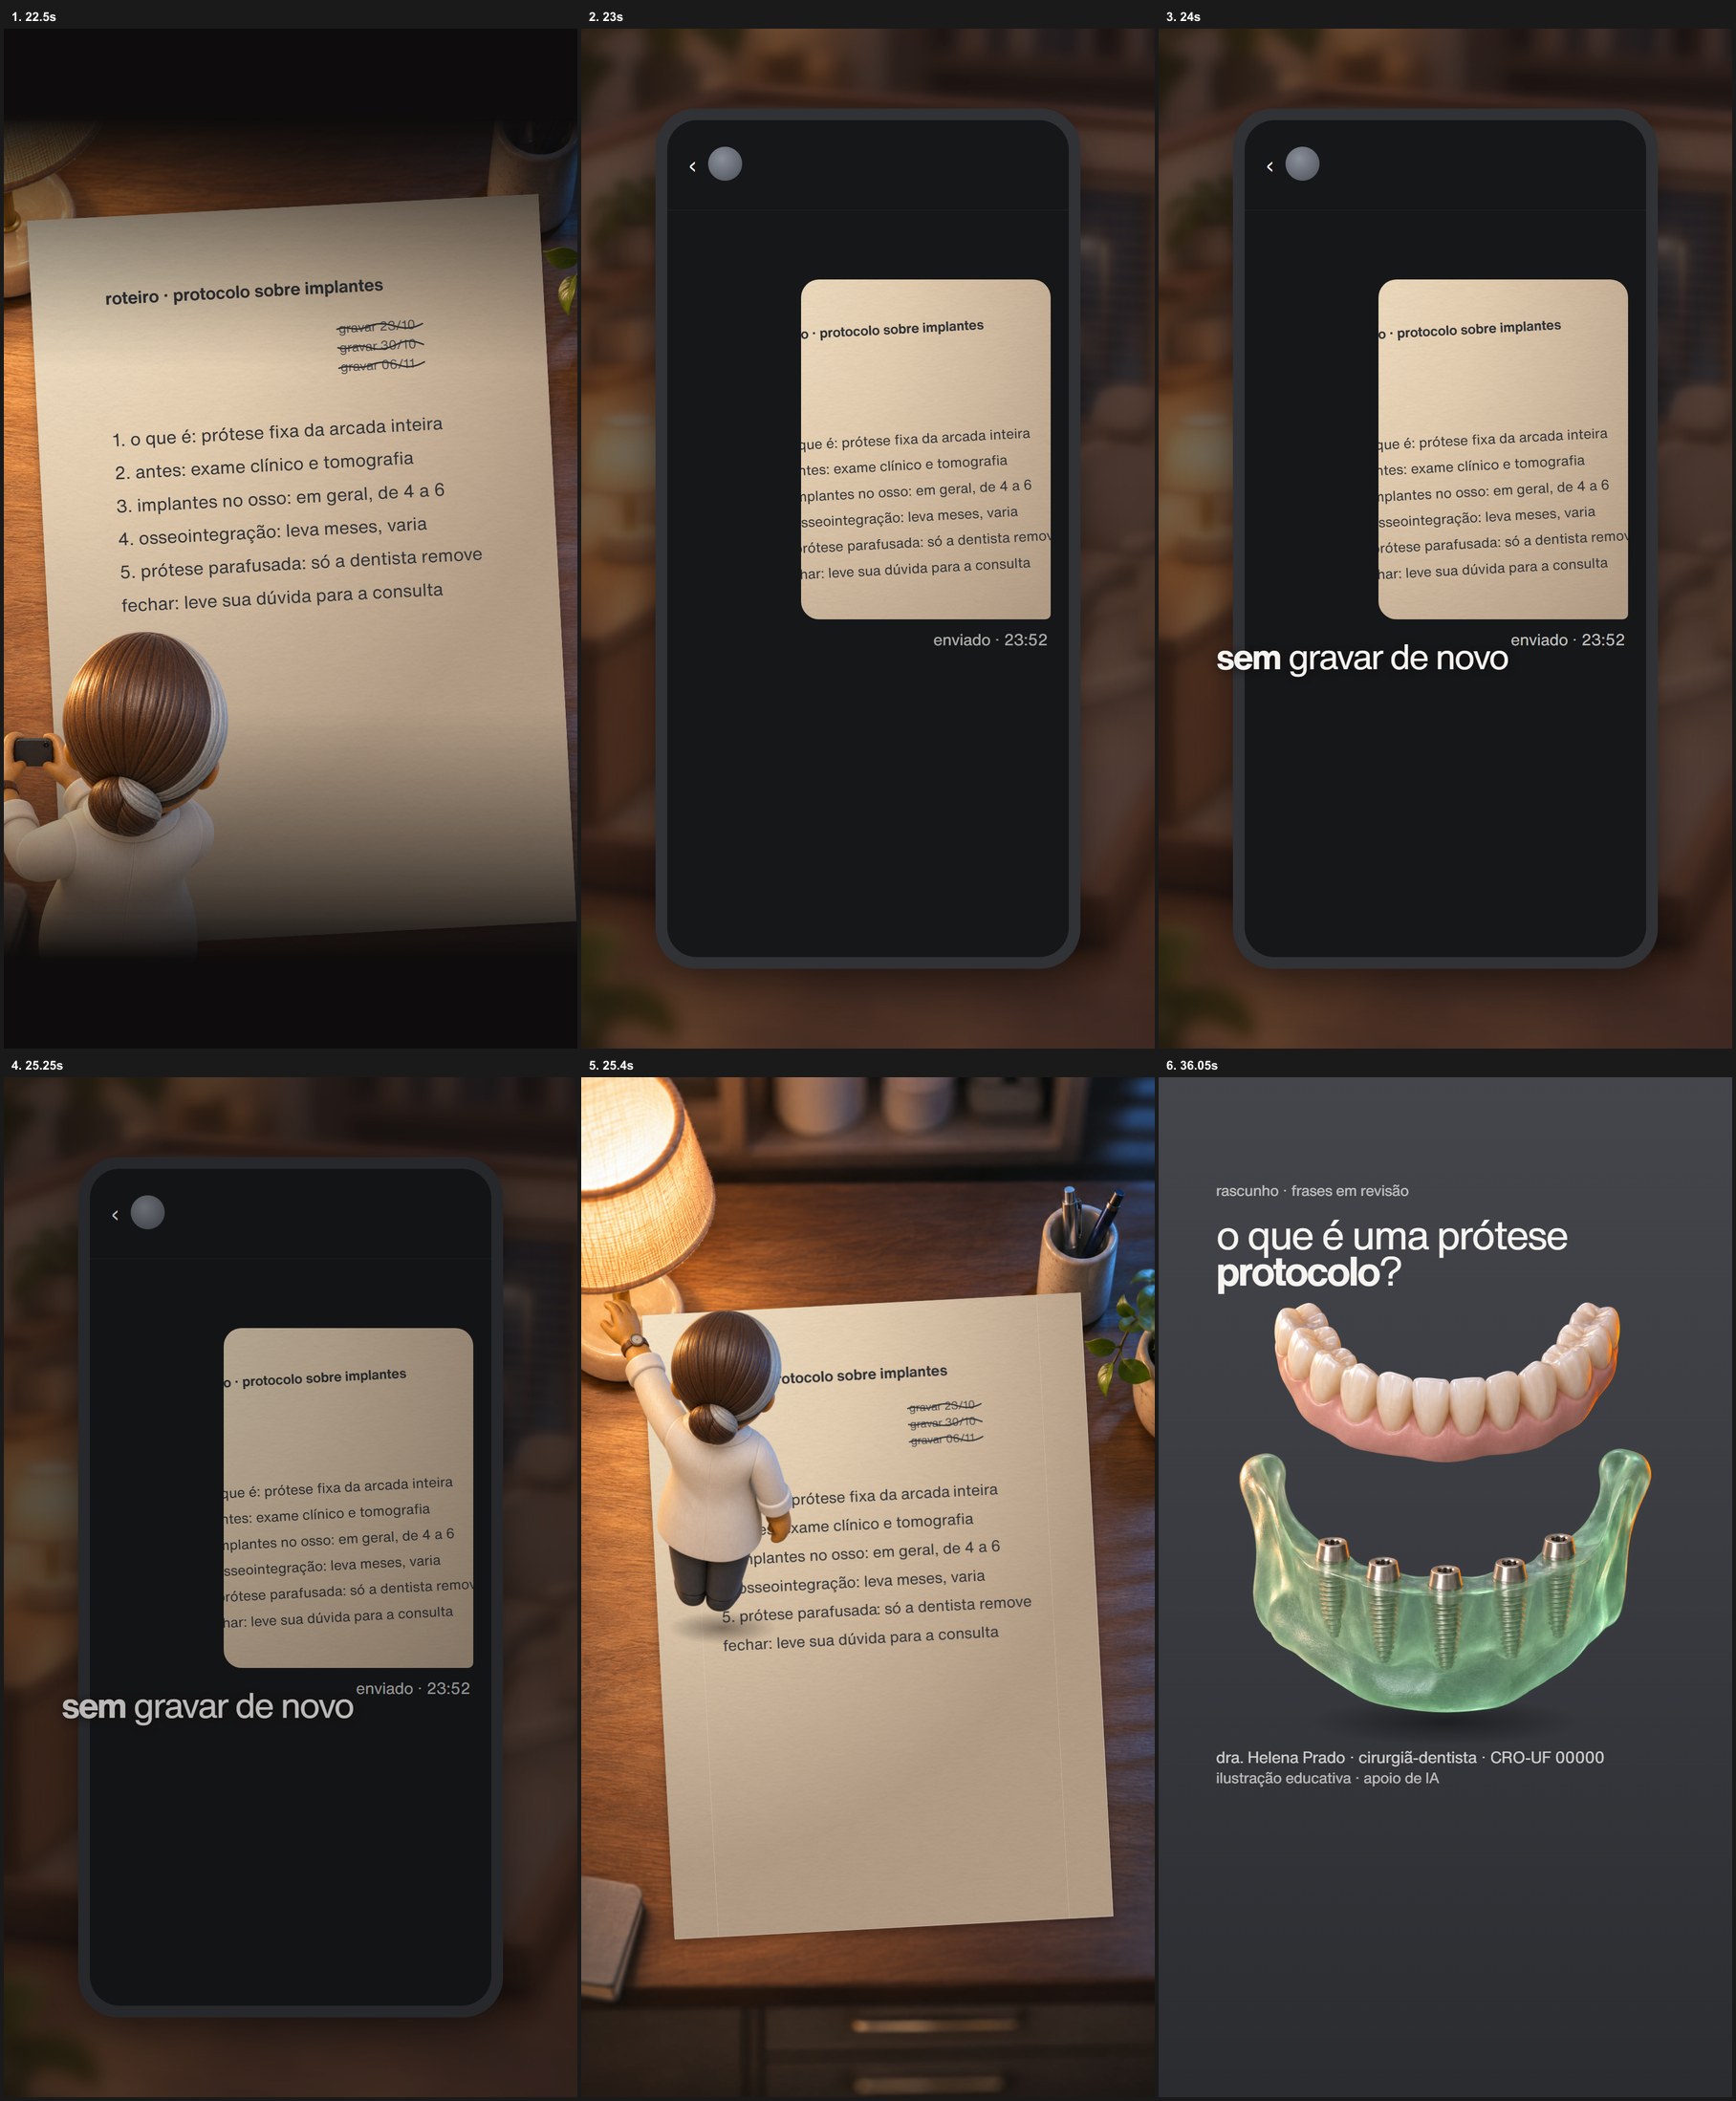 1. 22.5s
roteiro · protocolo sobre implantes
gravar 23/10
gravar 30/10
gravar 06/11
1. o que é: prótese fixa da arcada inteira
2. antes: exame clínico e tomografia
3. implantes no osso: em geral, de 4 a 6
4. osseointegração: leva meses, varia
5. prótese parafusada: só a dentista remove
fechar: leve sua dúvida para a consulta
2. 23s
o · protocolo sobre implantes
que é: prótese fixa da arcada inteira
ntes: exame clínico e tomografia
mplantes no osso: em geral, de 4 a 6
sseointegração: leva meses, varia
prótese parafusada: só a dentista remov
har: leve sua dúvida para a consulta
enviado · 23:52
3. 24s
o · protocolo sobre implantes
que é: prótese fixa da arcada inteira
ntes: exame clínico e tomografia
mplantes no osso: em geral, de 4 a 6
sseointegração: leva meses, varia
prótese parafusada: só a dentista remov
har: leve sua dúvida para a consulta
enviado · 23:52
sem gravar de novo
4. 25.25s
o · protocolo sobre implantes
que é: prótese fixa da arcada inteira
ntes: exame clínico e tomografia
mplantes no osso: em geral, de 4 a 6
sseointegração: leva meses, varia
prótese parafusada: só a dentista remov
har: leve sua dúvida para a consulta
enviado · 23:52
sem gravar de novo
5. 25.4s
otocolo sobre implantes
gravar 23/10
gravar 30/10
gravar 06/11
prótese fixa da arcada inteira
exame clínico e tomografia
mplantes no osso: em geral, de 4 a 6
osseointegração: leva meses, varia
5. prótese parafusada: só a dentista remove
fechar: leve sua dúvida para a consulta
6. 36.05s
rascunho · frases em revisão
o que é uma prótese
protocolo?
dra. Helena Prado · cirurgiã-dentista · CRO-UF 00000
ilustração educativa · apoio de IA